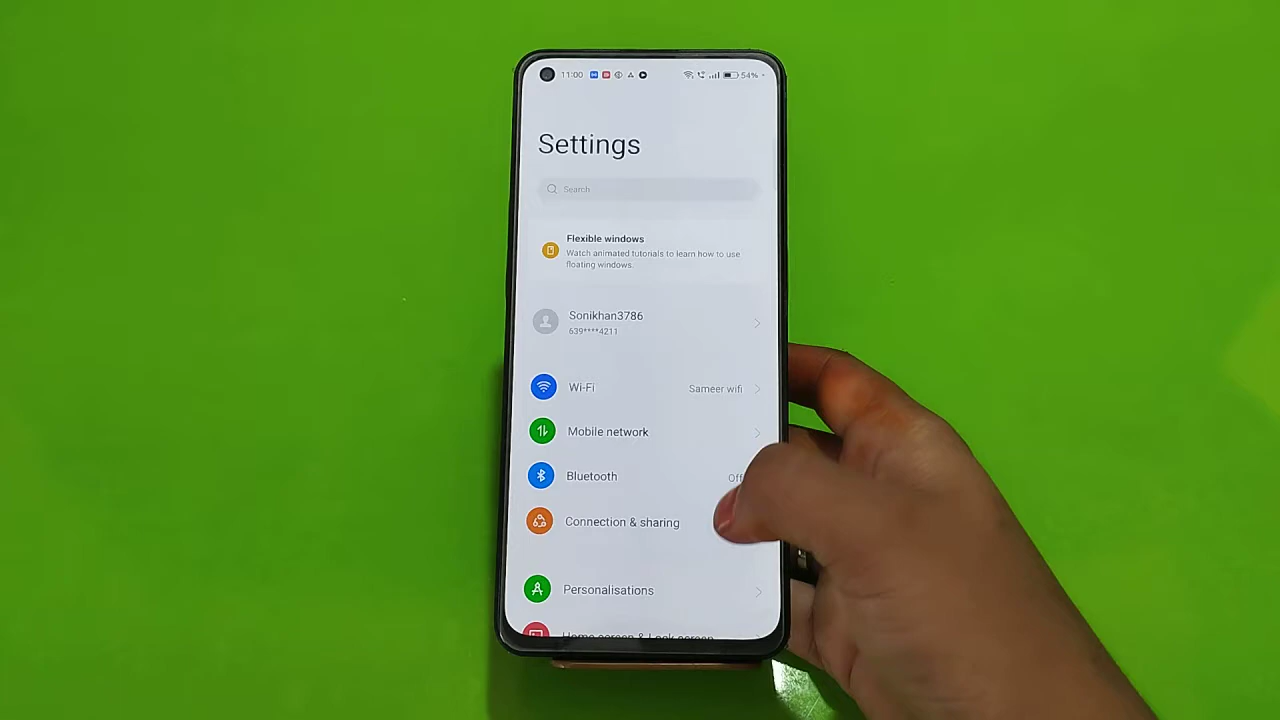 11:00 54%
Settings
Search
Flexible windows
Watch animated tutorials to learn how to use
floating windows.
Sonikhan3786
639****4211
Wi-Fi Sameer wifi
Mobile network
Bluetooth Off
Connection & sharing
Personalisations
Home screen & Lock screen